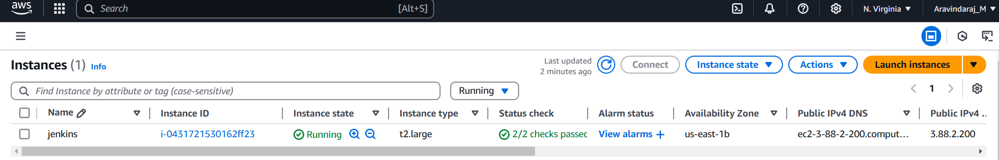 aws Search [Alt+S] N. Virginia Aravindaraj_M
Instances (1) Info
Last updated
2 minutes ago
Connect Instance state Actions Launch instances
Find Instance by attribute or tag (case-sensitive) Running 1
Name Instance ID Instance state Instance type Status check Alarm status Availability Zone Public IPv4 DNS Public IPv4 ..
jenkins i-0431721530162ff23 Running t2.large 2/2 checks passec View alarms + us-east-1b ec2-3-88-2-200.comput... 3.88.2.200